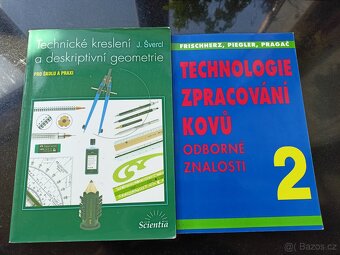 Technické kreslení
J. Švercl
a deskriptivní geometrie
PRO ŠKOLU A PRAXI
Scientia
FRISCHHERZ, PIEGLER, PRAGAČ
TECHNOLOGIE
ZPRACOVÁNÍ
KOVŮ
ODBORNÉ
ZNALOSTI
2
Bazoš.cz